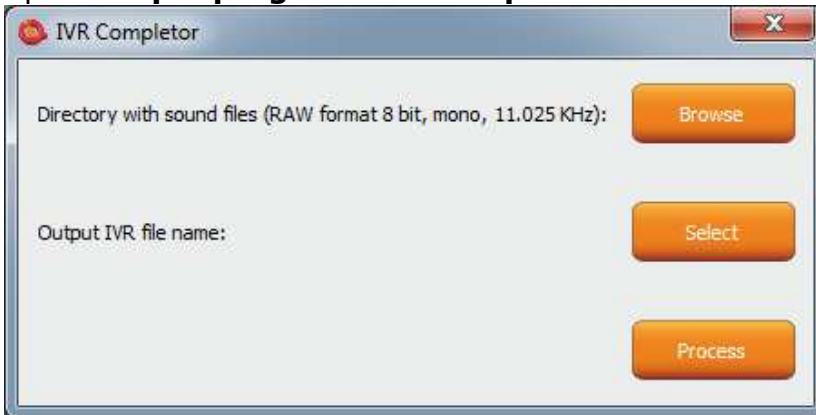 IVR Completor
Directory with sound files (RAW format 8 bit, mono, 11.025 KHz):
Browse
Output IVR file name:
Select
Process